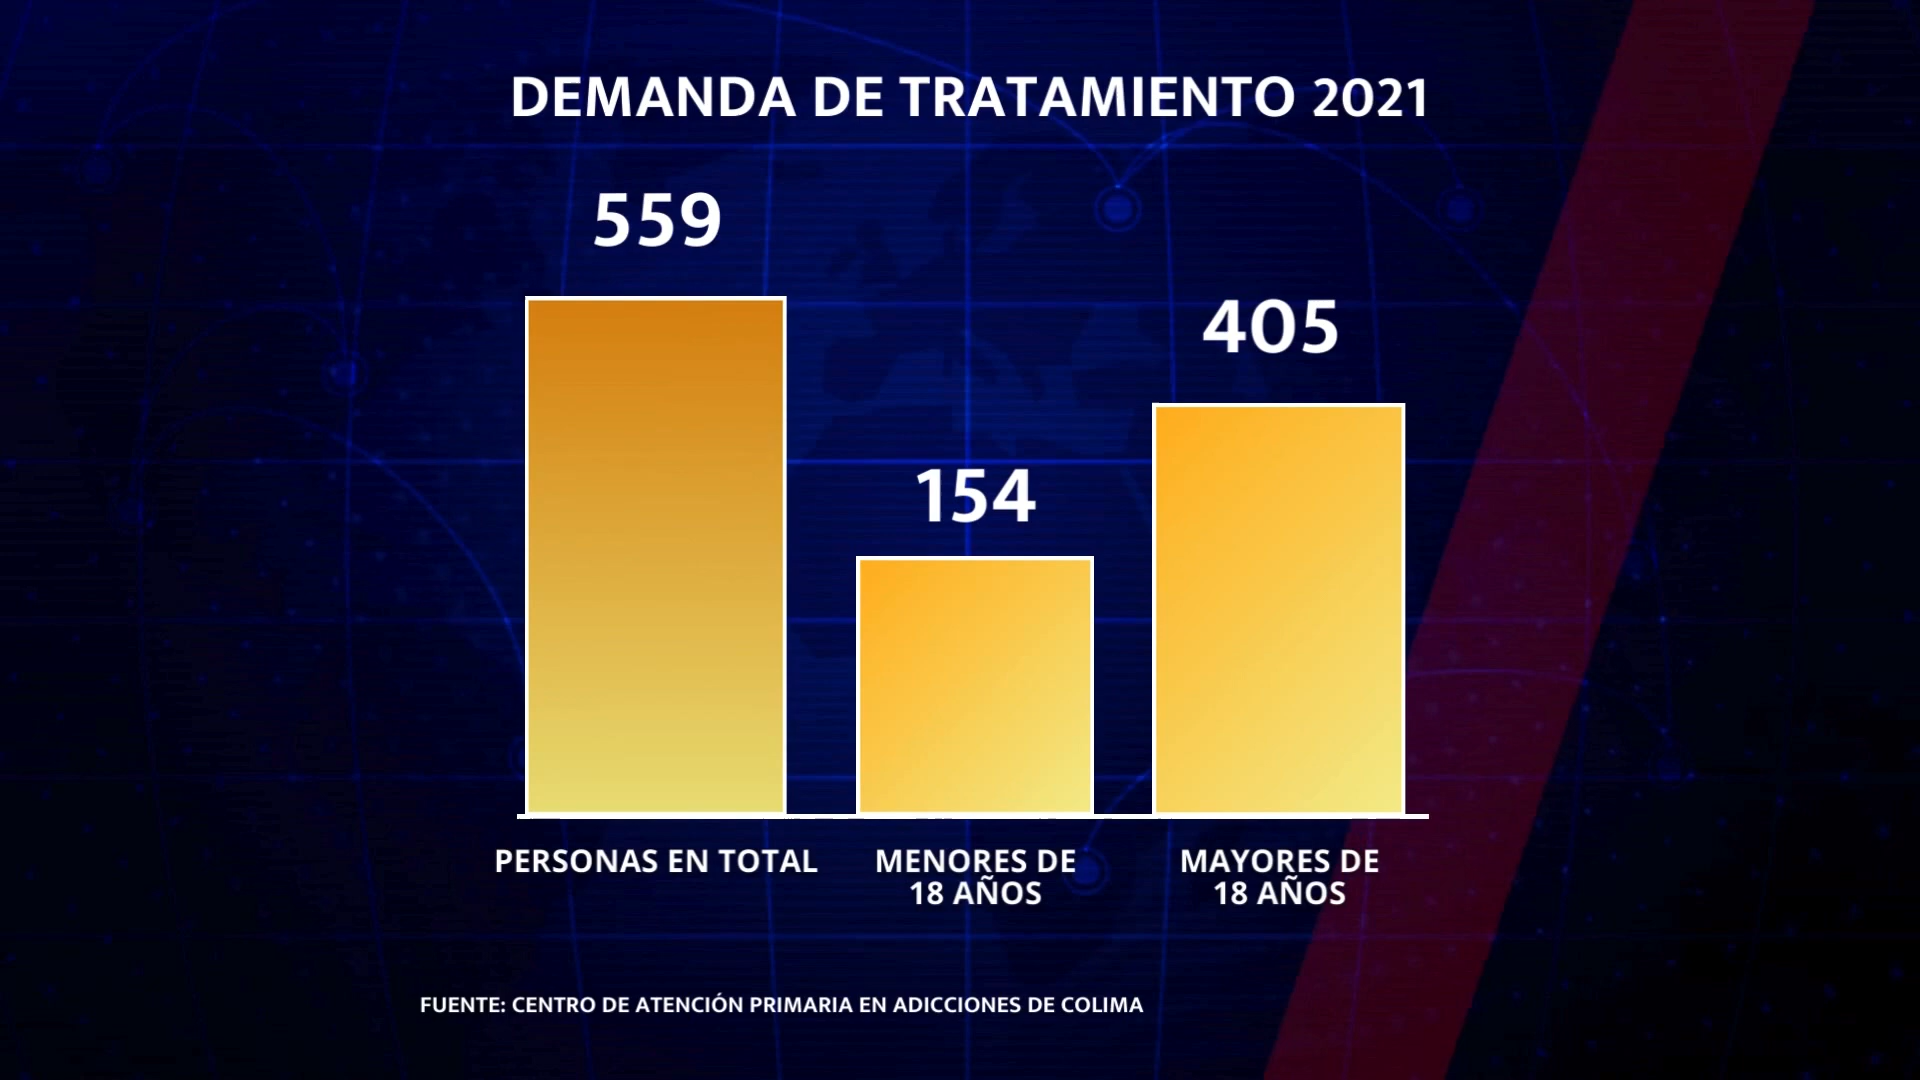 DEMANDA DE TRATAMIENTO 2021
559
154
405
PERSONAS EN TOTAL
MENORES DE
18 AÑOS
MAYORES DE
18 AÑOS
FUENTE: CENTRO DE ATENCIÓN PRIMARIA EN ADICCIONES DE COLIMA